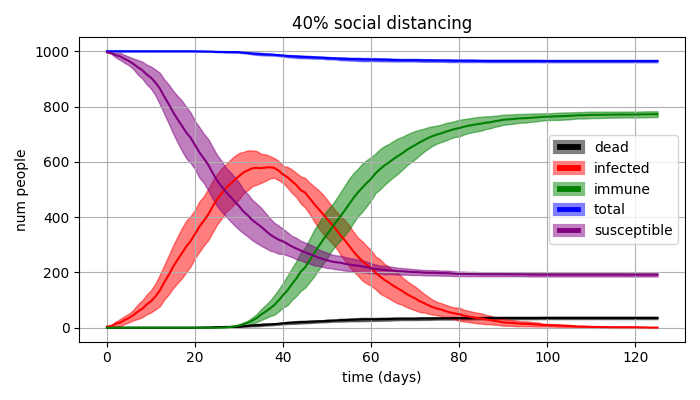 40% social distancing
num people
1000
800
600
400
200
0
dead
infected
immune
total
susceptible
0 20 40 60 80 100 120
time (days)